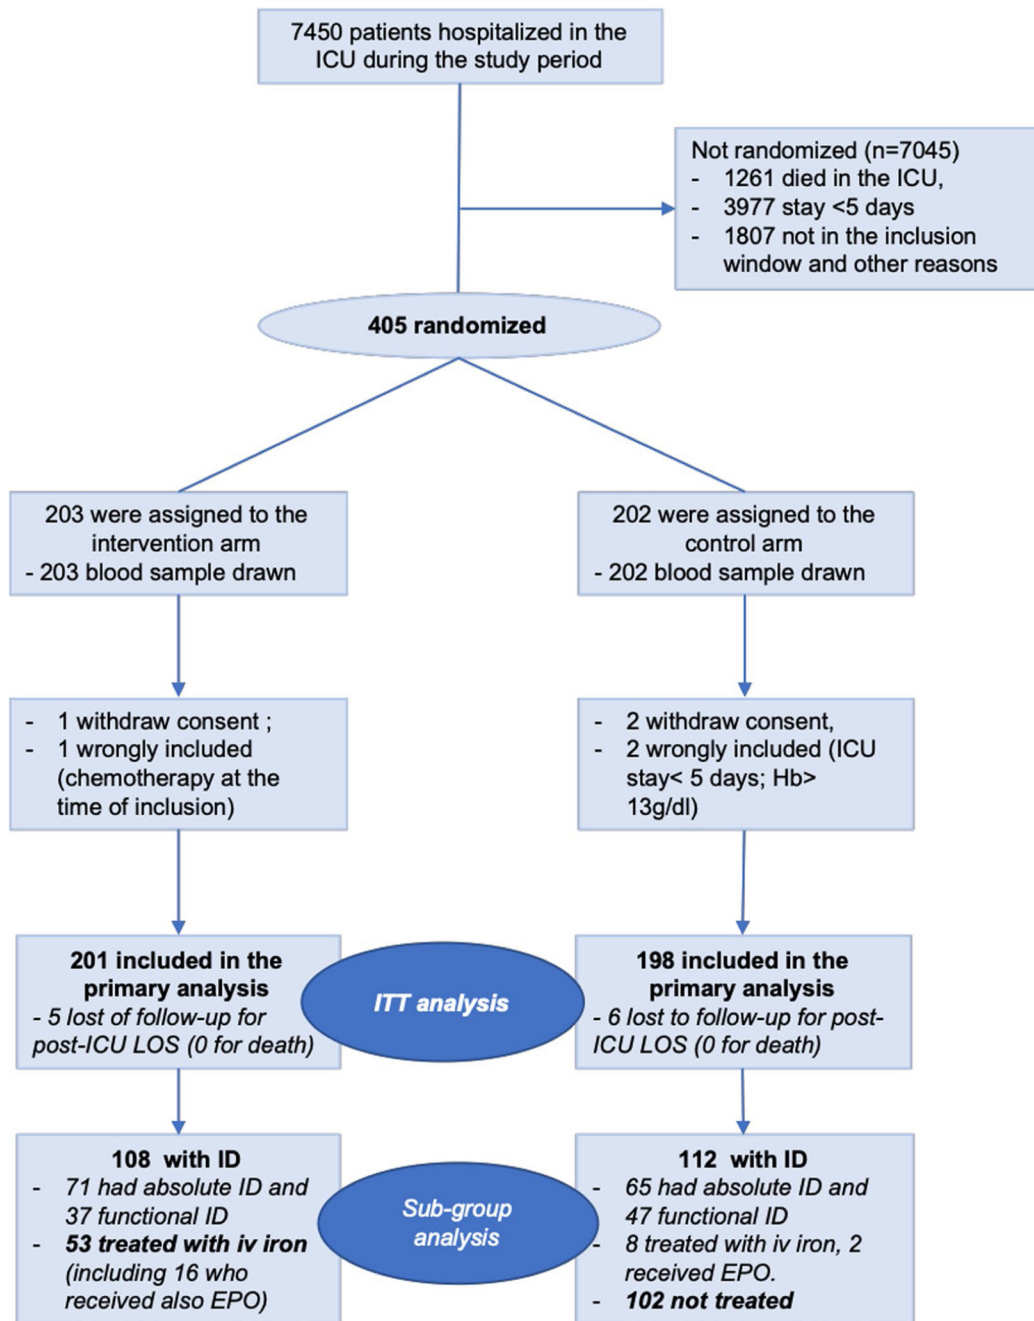 7450 patients hospitalized in the
ICU during the study period
Not randomized (n=7045)
- 1261 died in the ICU,
- 3977 stay <5 days
- 1807 not in the inclusion
window and other reasons
405 randomized
203 were assigned to the
intervention arm
- 203 blood sample drawn
202 were assigned to the
control arm
- 202 blood sample drawn
- 1 withdraw consent ;
- 1 wrongly included
(chemotherapy at the
time of inclusion)
- 2 withdraw consent,
- 2 wrongly included (ICU
stay< 5 days; Hb>
13g/dl)
201 included in the
primary analysis
- 5 lost of follow-up for
post-ICU LOS (0 for death)
ITT analysis
198 included in the
primary analysis
- 6 lost to follow-up for post-
ICU LOS (0 for death)
108 with ID
- 71 had absolute ID and
37 functional ID
- 53 treated with iv iron
(including 16 who
received also EPO)
Sub-group
analysis
112 with ID
- 65 had absolute ID and
47 functional ID
- 8 treated with iv iron, 2
received EPO.
- 102 not treated